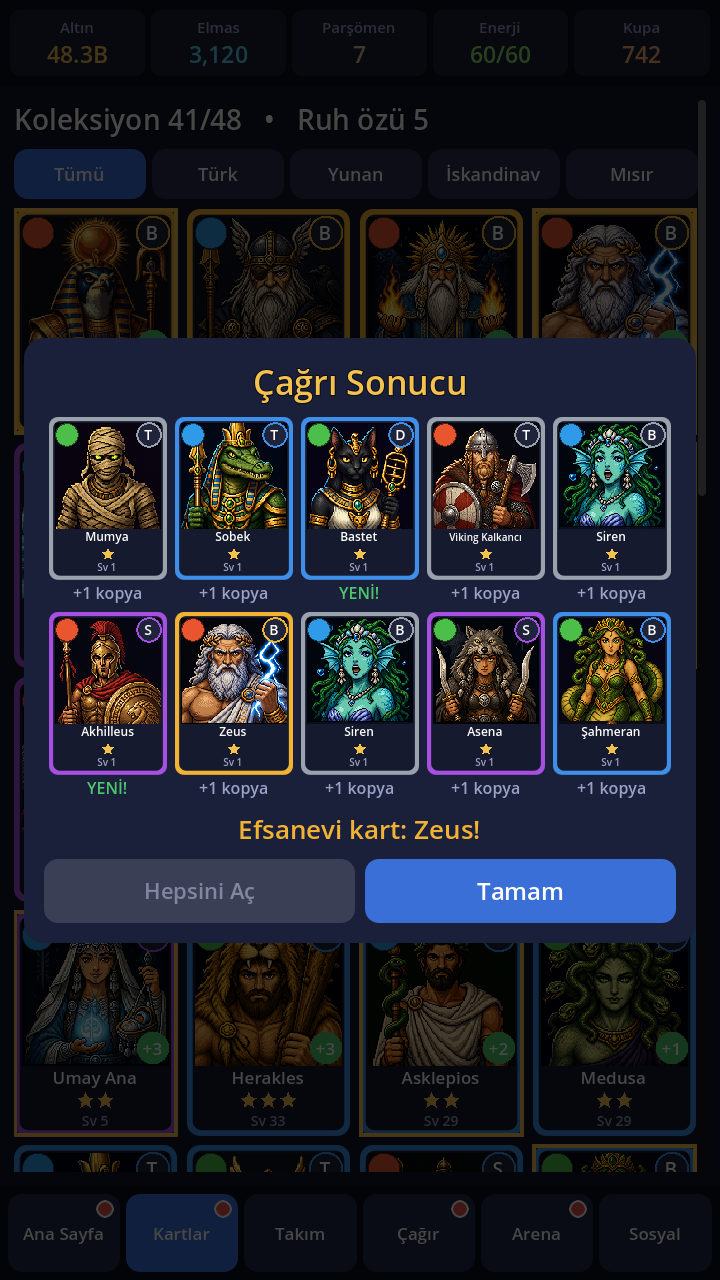 Altın Elmas Parşömen Enerji Kupa
48.3B 3,120 7 60/60 742
Koleksiyon 41/48 • Ruh özü 5
Tümü Türk Yunan İskandinav Mısır
B B B B
Çağrı Sonucu
T T D T B
Mumya Sobek Bastet Viking Kalkancı Siren
Sv 1 Sv 1 Sv 1 Sv 1 Sv 1
+1 kopya +1 kopya YENİ! +1 kopya +1 kopya
S B B S B
Akhilleus Zeus Siren Asena Şahmeran
Sv 1 Sv 1 Sv 1 Sv 1 Sv 1
YENİ! +1 kopya +1 kopya +1 kopya +1 kopya
Efsanevi kart: Zeus!
Hepsini Aç Tamam
+3 +3 +2 +1
Umay Ana Herakles Asklepios Medusa
Sv 5 Sv 33 Sv 29 Sv 29
T T S B
Ana Sayfa Kartlar Takım Çağır Arena Sosyal